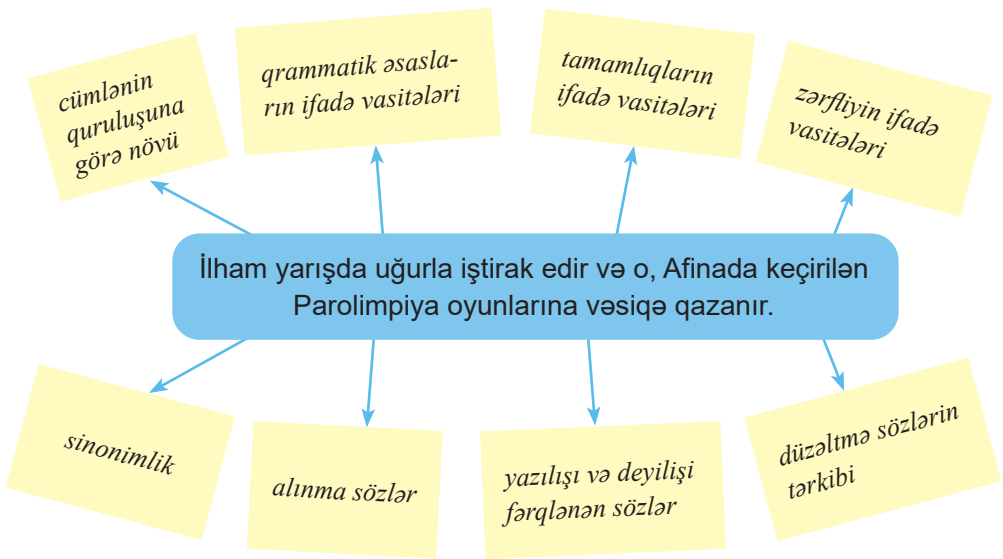 cümlənin
quruluşuna
görə növü
qrammatik əsasla-
rın ifadə vasitələri
tamamlıqların
ifadə vasitələri
zərfliyin ifadə
vasitələri
İlham yarışda uğurla iştirak edir və o, Afinada keçirilən
Parolimpiya oyunlarına vəsiqə qazanır.
sinonimlik
alınma sözlər
yazılışı və deyilişi
fərqlənən sözlər
düzəltmə sözlərin
tərkibi